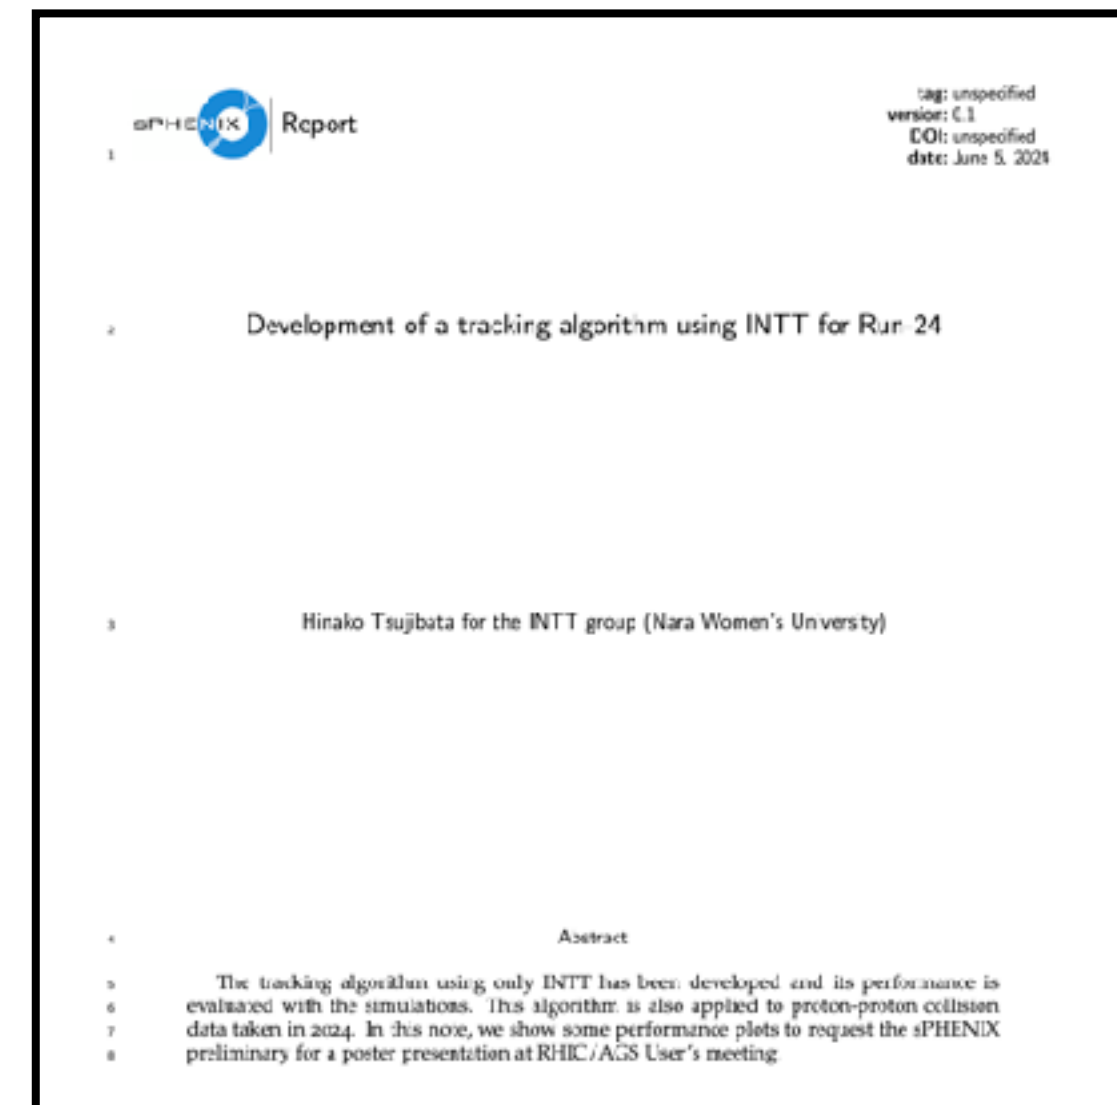 sPHENIX | Report
tag: unspecified
version: 0.1
DOI: unspecified
1
date: June 5, 2024
2 Development of a tracking algorithm using INTT for Run-24
3 Hinako Tsujibata for the INTT group (Nara Women's University)
4 Abstract
5 The tracking algorithm using only INTT has been developed and its performance is
6 evaluated with the simulations. This algorithm is also applied to proton-proton collision
7 data taken in 2024. In this note, we show some performance plots to request the sPHENIX
8 preliminary for a poster presentation at RHIC/AGS User's meeting